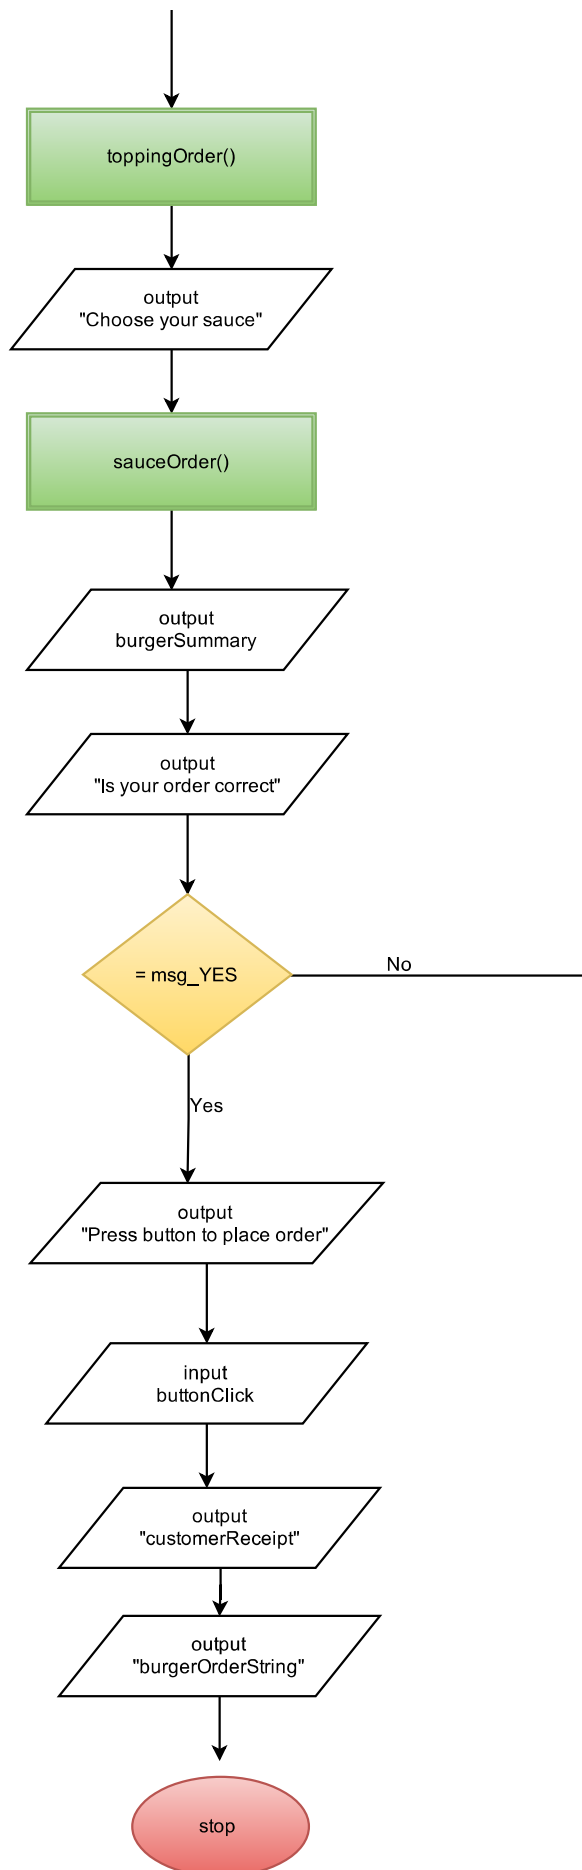 toppingOrder()
output
"Choose your sauce"
sauceOrder()
output
burgerSummary
output
"Is your order correct"
= msg_YES
No
Yes
output
"Press button to place order"
input
buttonClick
output
"customerReceipt"
output
"burgerOrderString"
stop